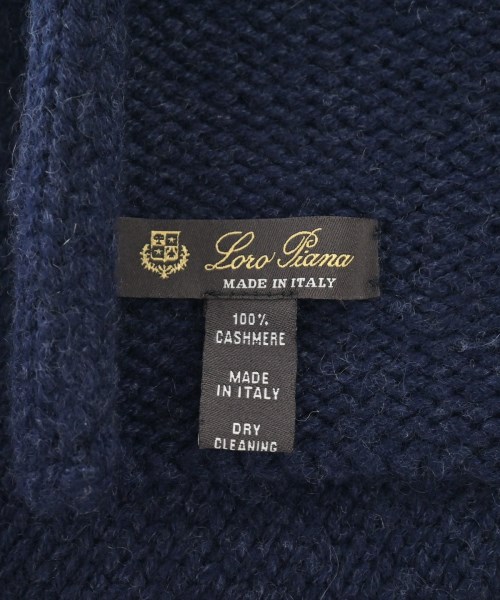 Loro Piana
MADE IN ITALY
100%
CASHMERE
MADE
IN ITALY
DRY
CLEANING